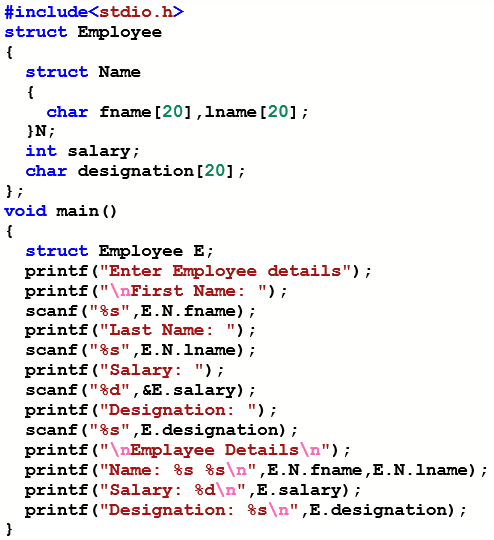 #include<stdio.h>
struct Employee
{
  struct Name
  {
    char fname[20],lname[20];
  }N;
  int salary;
  char designation[20];
};
void main()
{
  struct Employee E;
  printf("Enter Employee details");
  printf("\nFirst Name: ");
  scanf("%s",E.N.fname);
  printf("Last Name: ");
  scanf("%s",E.N.lname);
  printf("Salary: ");
  scanf("%d",&E.salary);
  printf("Designation: ");
  scanf("%s",E.designation);
  printf("\nEmplayee Details\n");
  printf("Name: %s %s\n",E.N.fname,E.N.lname);
  printf("Salary: %d\n",E.salary);
  printf("Designation: %s\n",E.designation);
}